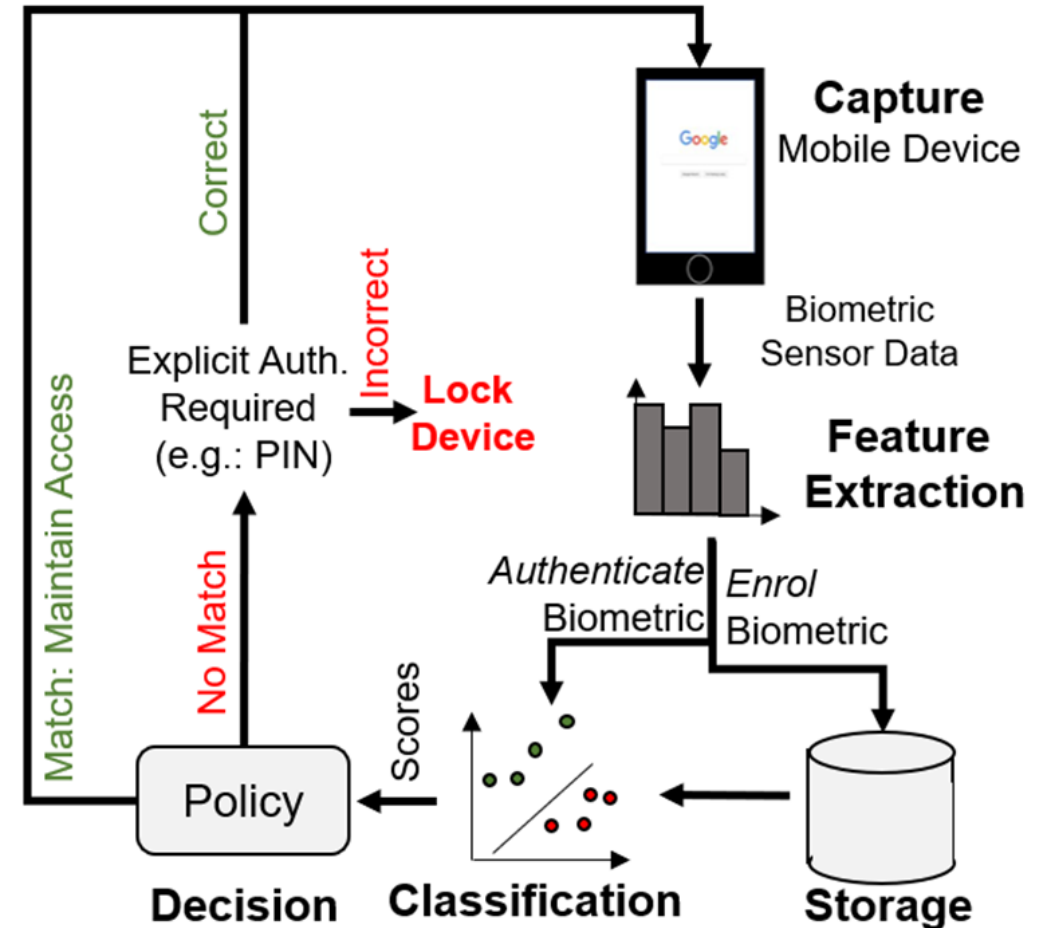 Capture
Mobile Device
Google
Correct
Incorrect
Biometric
Sensor Data
Explicit Auth.
Required
(e.g.: PIN)
Lock
Device
Match: Maintain Access
Feature
Extraction
No Match
Authenticate
Biometric
Enrol
Biometric
Scores
Policy
Decision
Classification
Storage